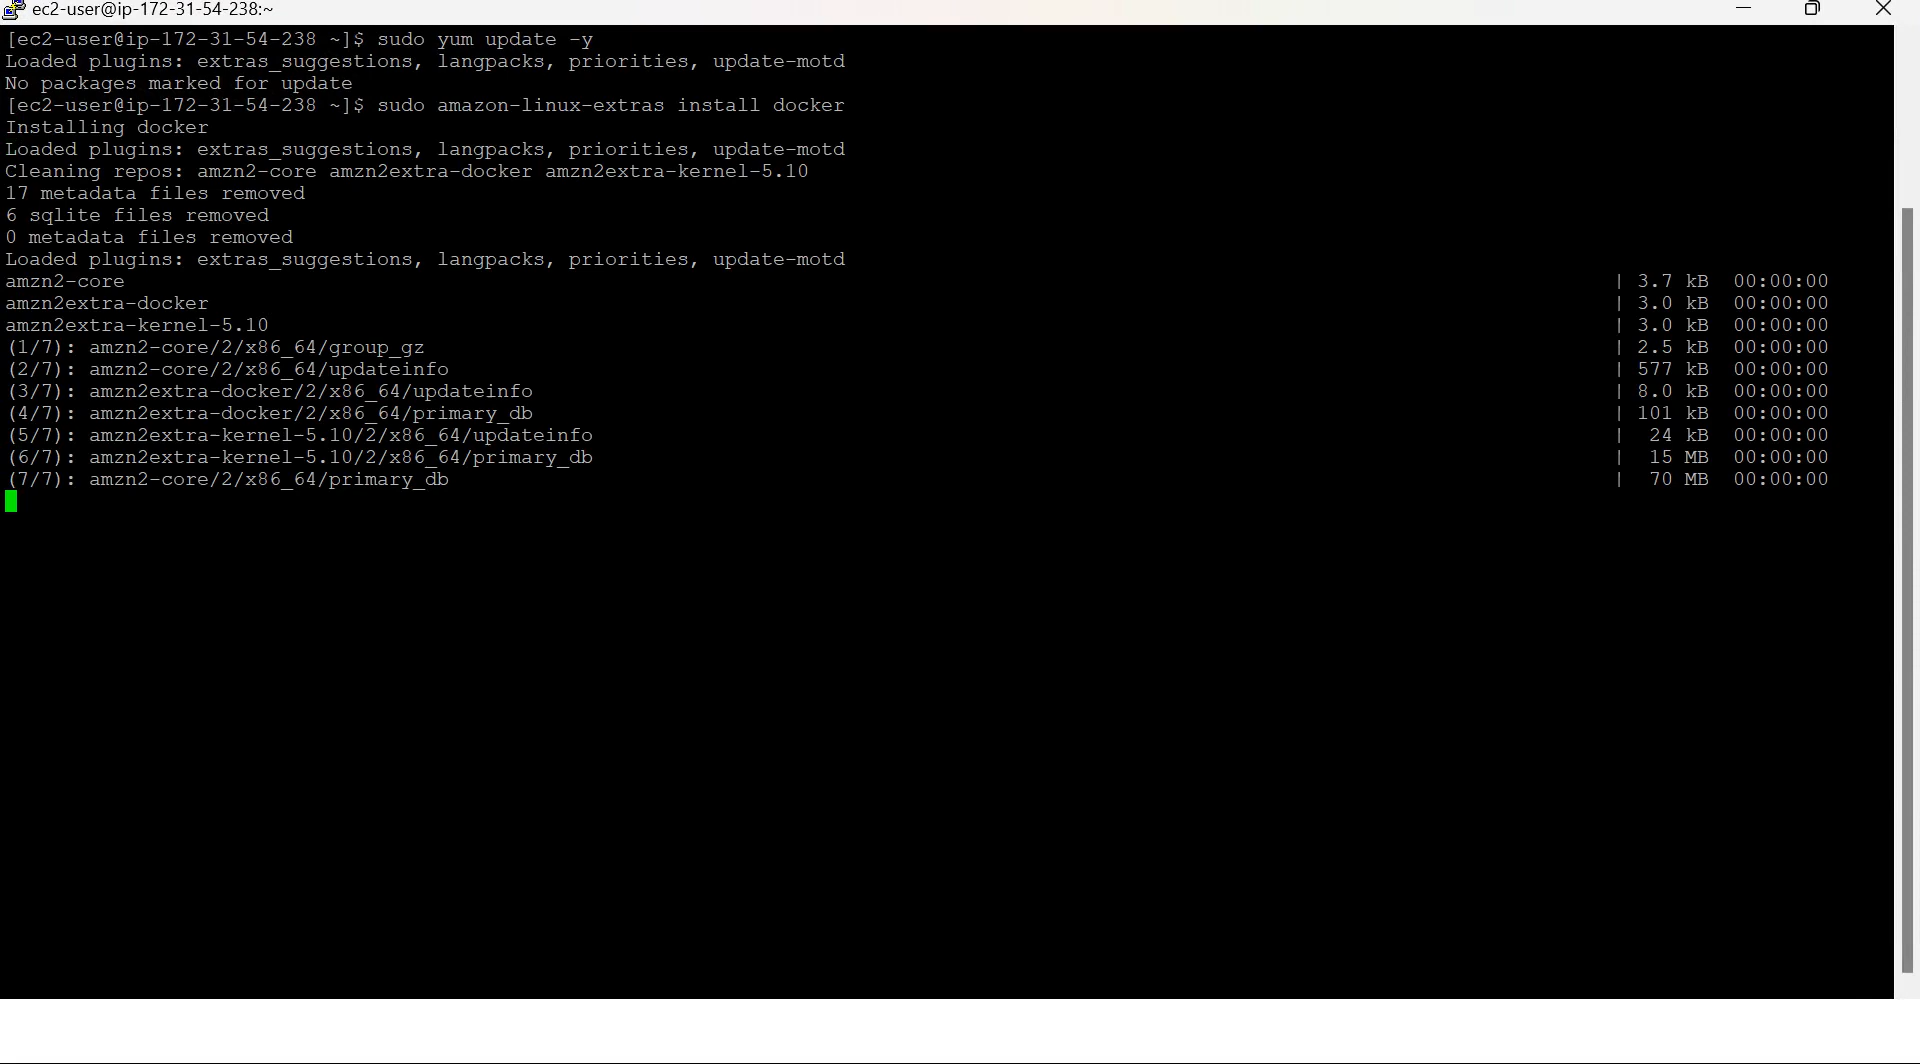 ec2-user@ip-172-31-54-238:~
[ec2-user@ip-172-31-54-238 ~]$ sudo yum update -y
Loaded plugins: extras_suggestions, langpacks, priorities, update-motd
No packages marked for update
[ec2-user@ip-172-31-54-238 ~]$ sudo amazon-linux-extras install docker
Installing docker
Loaded plugins: extras_suggestions, langpacks, priorities, update-motd
Cleaning repos: amzn2-core amzn2extra-docker amzn2extra-kernel-5.10
17 metadata files removed
6 sqlite files removed
0 metadata files removed
Loaded plugins: extras_suggestions, langpacks, priorities, update-motd
amzn2-core | 3.7 kB 00:00:00
amzn2extra-docker | 3.0 kB 00:00:00
amzn2extra-kernel-5.10 | 3.0 kB 00:00:00
(1/7): amzn2-core/2/x86_64/group_gz | 2.5 kB 00:00:00
(2/7): amzn2-core/2/x86_64/updateinfo | 577 kB 00:00:00
(3/7): amzn2extra-docker/2/x86_64/updateinfo | 8.0 kB 00:00:00
(4/7): amzn2extra-docker/2/x86_64/primary_db | 101 kB 00:00:00
(5/7): amzn2extra-kernel-5.10/2/x86_64/updateinfo | 24 kB 00:00:00
(6/7): amzn2extra-kernel-5.10/2/x86_64/primary_db | 15 MB 00:00:00
(7/7): amzn2-core/2/x86_64/primary_db | 70 MB 00:00:00